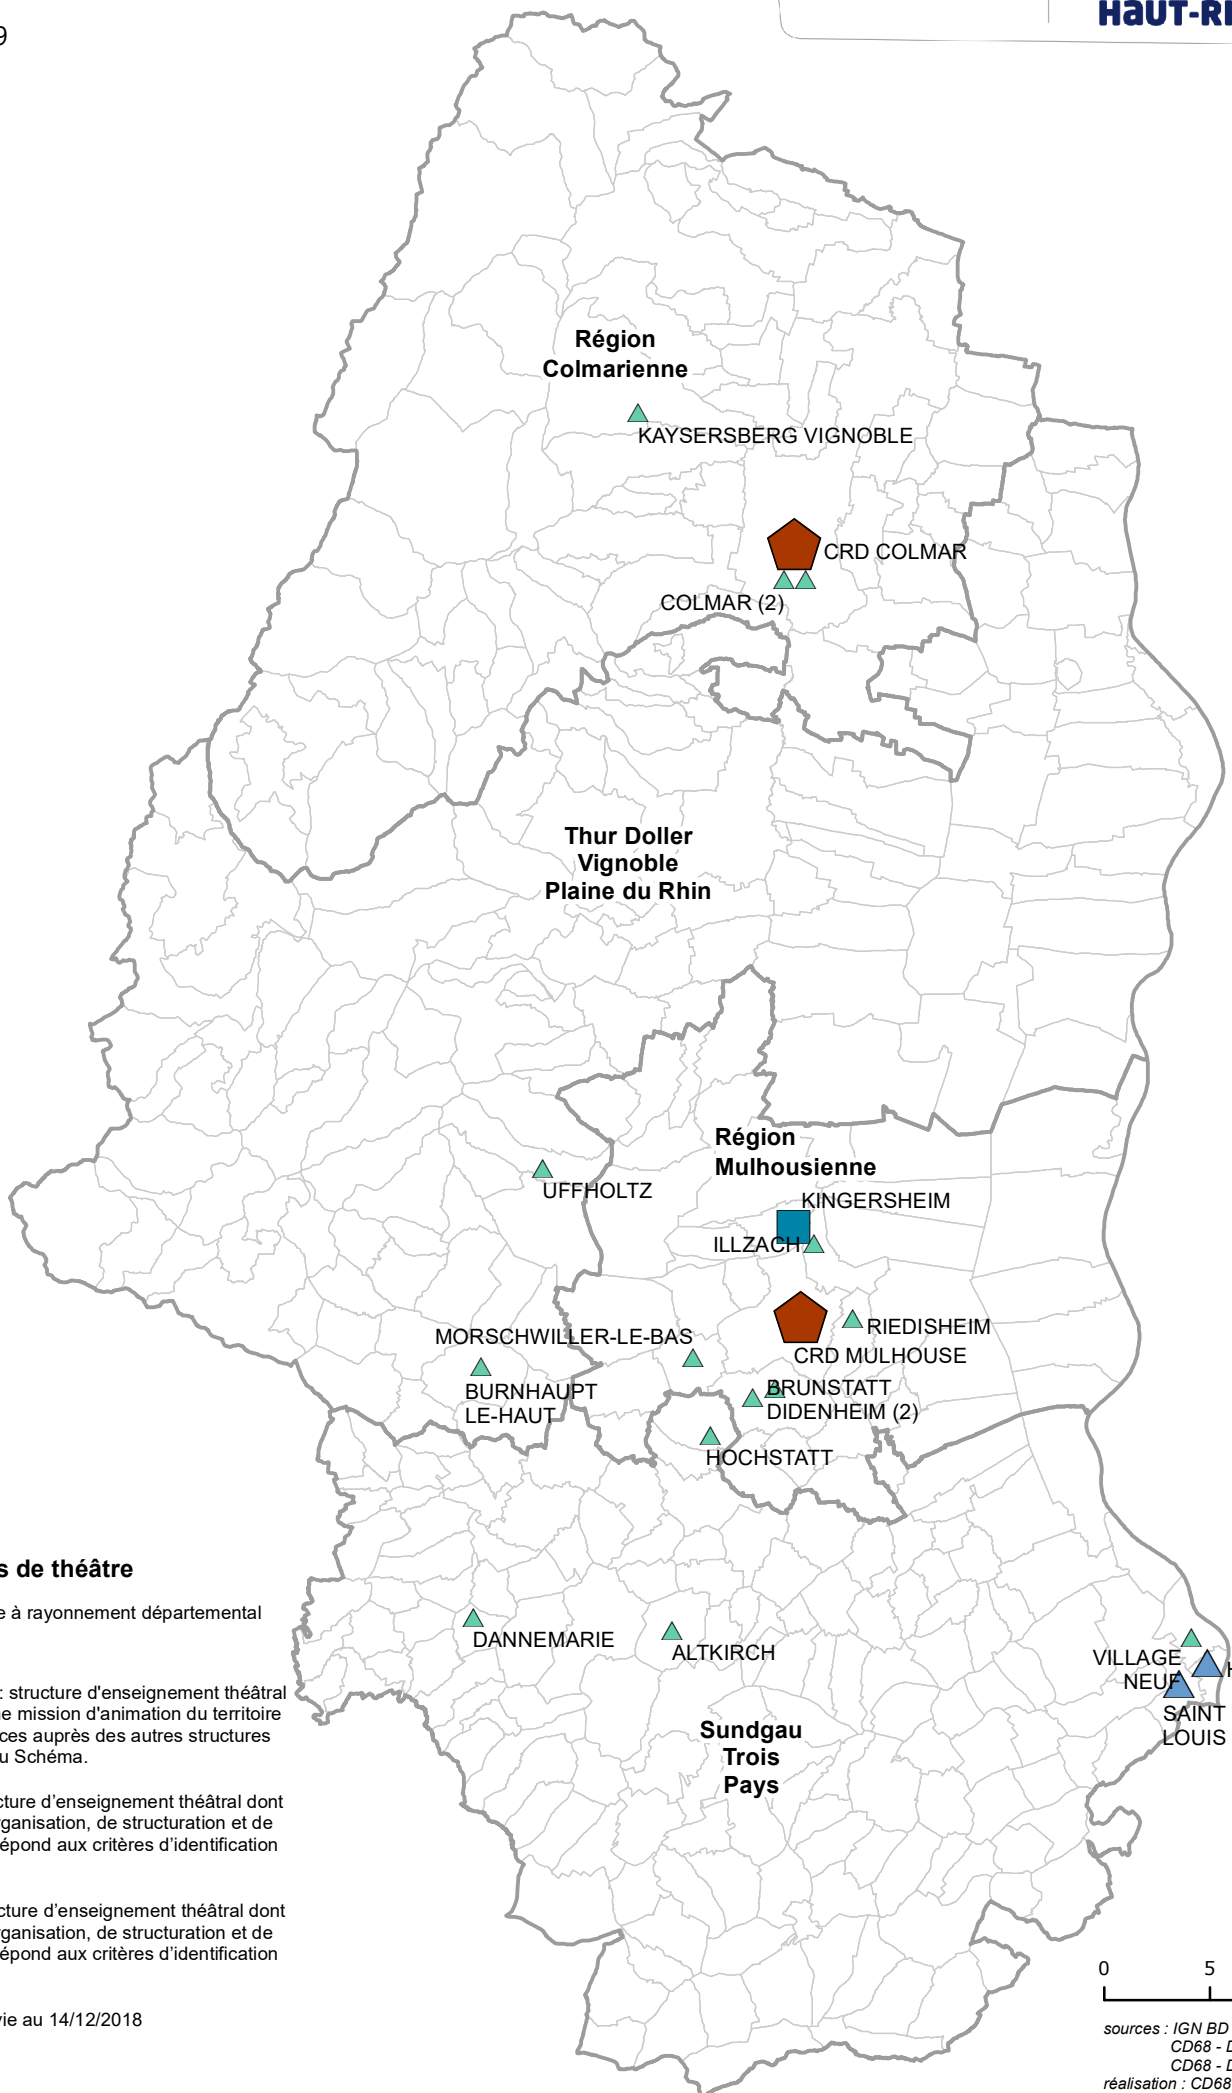 9
HAUT-R
Région
Colmarienne
KAYSERSBERG VIGNOBLE
CRD COLMAR
COLMAR (2)
Thur Doller
Vignoble
Plaine du Rhin
Région
Mulhousienne
UFFHOLTZ
KINGERSHEIM
ILLZACH
RIEDISHEIM
MORSCHWILLER-LE-BAS
CRD MULHOUSE
BURNHAUPT
LE-HAUT
BRUNSTATT
DIDENHEIM (2)
HOCHSTATT
s de théâtre
e à rayonnement départemental
DANNEMARIE
ALTKIRCH
VILLAGE
NEUF
H
SAINT
LOUIS
: structure d'enseignement théâtral
ne mission d'animation du territoire
ces auprès des autres structures
u Schéma.
Sundgau
Trois
Pays
cture d’enseignement théâtral dont
rganisation, de structuration et de
épond aux critères d’identification
cture d’enseignement théâtral dont
rganisation, de structuration et de
épond aux critères d’identification
vie au 14/12/2018
0 5
sources : IGN BD
CD68 - D
CD68 - D
réalisation : CD68